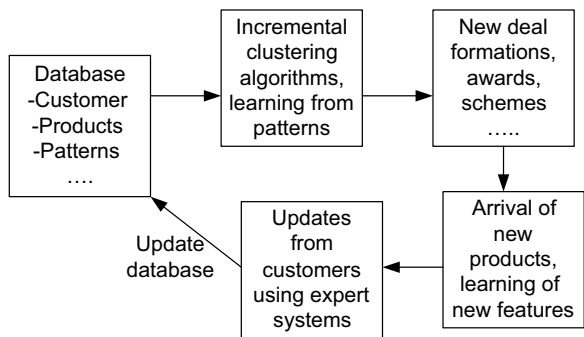 Database
-Customer
-Products
-Patterns
....
Incremental
clustering
algorithms,
learning from
patterns
New deal
formations,
awards,
schemes
.....
Arrival of
new
products,
learning of
new features
Updates
from
customers
using expert
systems
Update
database